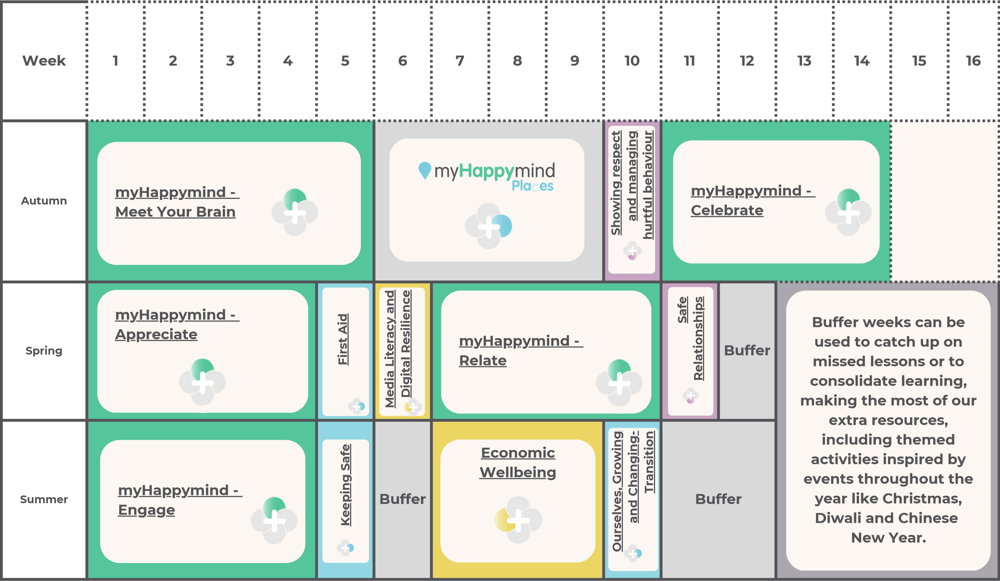 Week 1 2 3 4 5 6 7 8 9 10 11 12 13 14 15 16
Autumn
myHappymind -
Meet Your Brain
myHappymind
Places
Showing respect
and managing
hurtful behaviour
myHappymind -
Celebrate
Spring
myHappymind -
Appreciate
First Aid
Media Literacy and
Digital Resilience
myHappymind -
Relate
Safe
Relationships
Buffer
Buffer weeks can be
used to catch up on
missed lessons or to
consolidate learning,
making the most of our
extra resources,
including themed
activities inspired by
events throughout the
year like Christmas,
Diwali and Chinese
New Year.
Summer
myHappymind -
Engage
Keeping Safe
Buffer
Economic
Wellbeing
Ourselves, Growing
and Changing-
Transition
Buffer